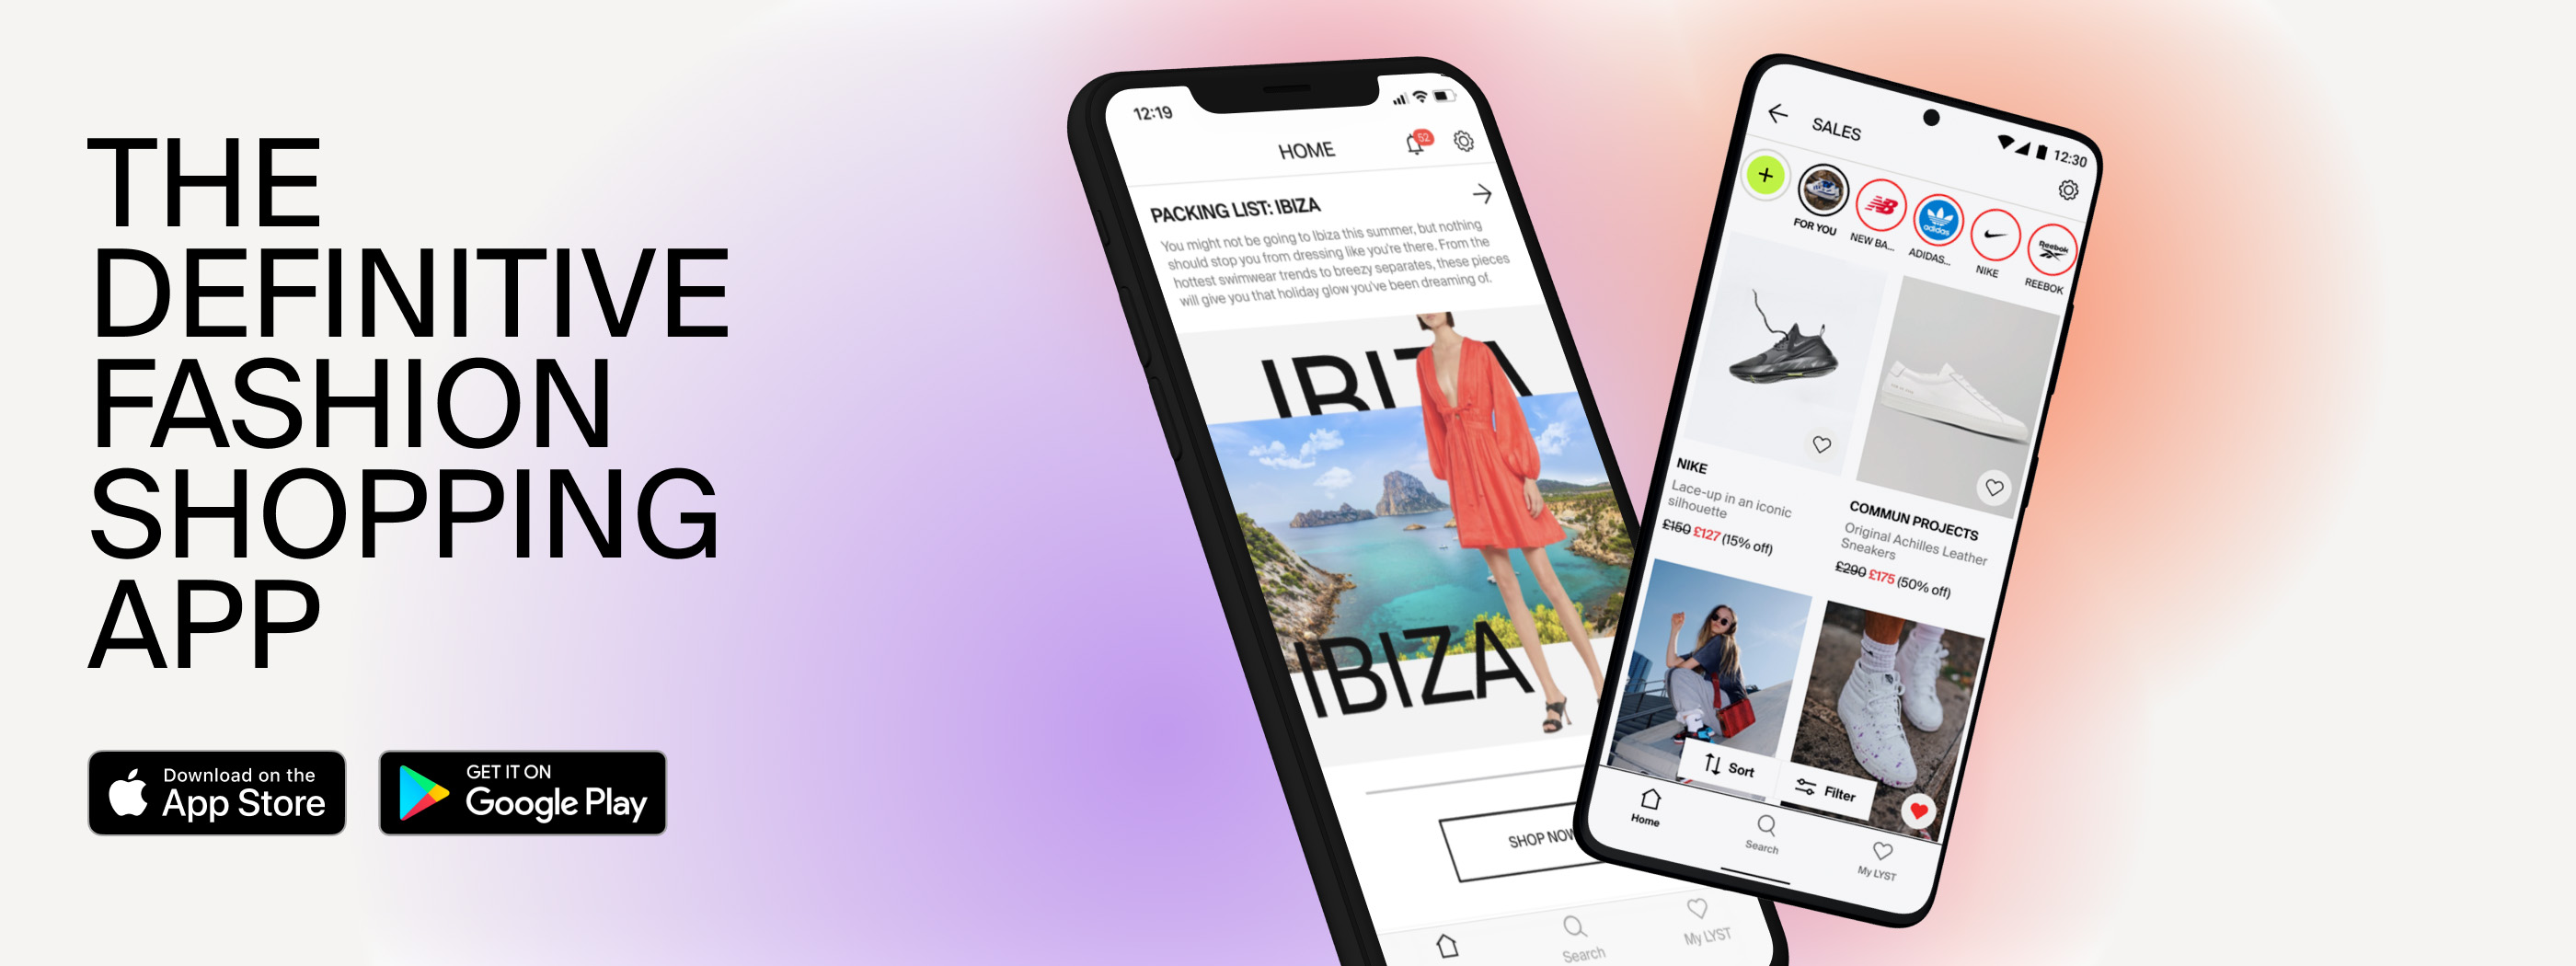 THE
DEFINITIVE
FASHION
SHOPPING
APP
Download on the
App Store
GET IT ON
Google Play
12:19
HOME
52
PACKING LIST: IBIZA
You might not be going to Ibiza this summer, but nothing
should stop you from dressing like you're there. From the
hottest swimwear trends to breezy separates, these pieces
will give you that holiday glow you've been dreaming of.
IBIZA
IBIZA
SHOP NOW
Search
My LYST
SALES
12:30
adidas
Reebok
FOR YOU
NEW BA...
ADIDAS...
NIKE
REEBOK
NIKE
Lace-up in an iconic
silhouette
£150 £127 (15% off)
COMMUN PROJECTS
Original Achilles Leather
Sneakers
£290 £175 (50% off)
Sort
Filter
Home
Search
My LYST